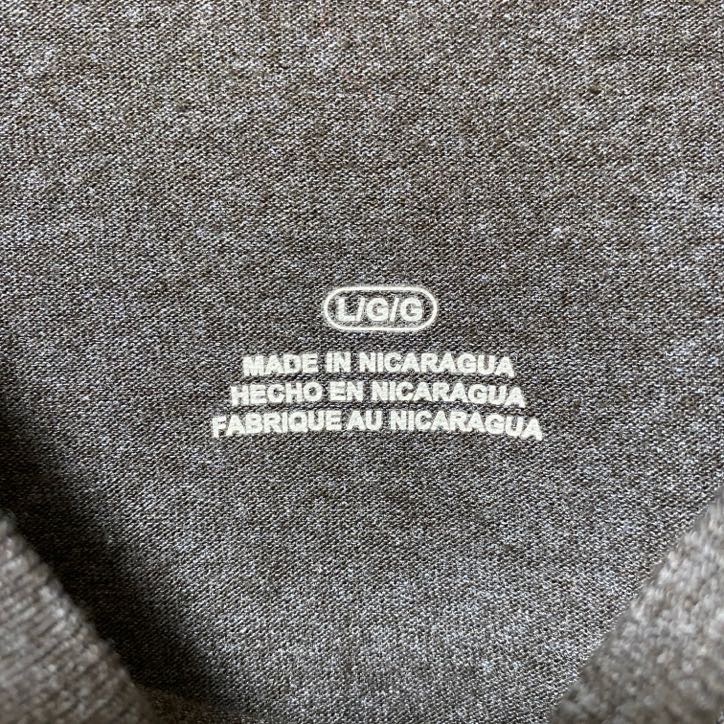 L/G/G
MADE IN NICARAGUA
HECHO EN NICARAGUA
FABRIQUE AU NICARAGUA